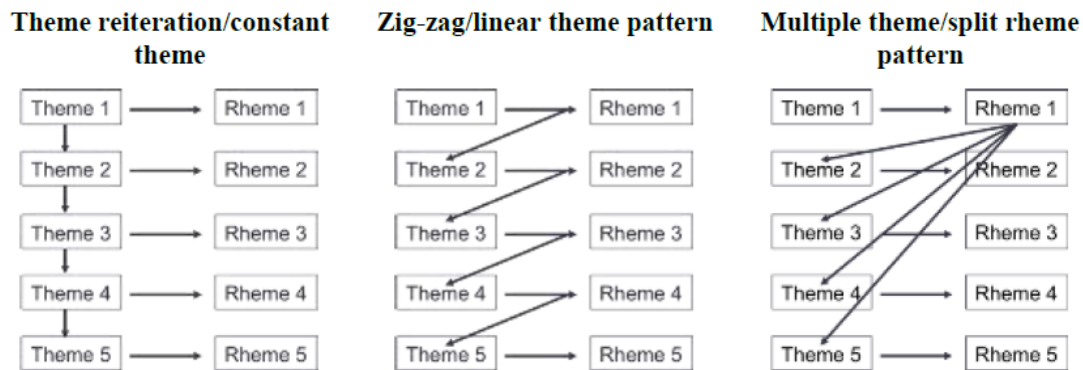 Theme reiteration/constant
theme
Theme 1 Rheme 1
Theme 2 Rheme 2
Theme 3 Rheme 3
Theme 4 Rheme 4
Theme 5 Rheme 5
Zig-zag/linear theme pattern
Theme 1 Rheme 1
Theme 2 Rheme 2
Theme 3 Rheme 3
Theme 4 Rheme 4
Theme 5 Rheme 5
Multiple theme/split rheme
pattern
Theme 1 Rheme 1
Theme 2 Rheme 2
Theme 3 Rheme 3
Theme 4 Rheme 4
Theme 5 Rheme 5